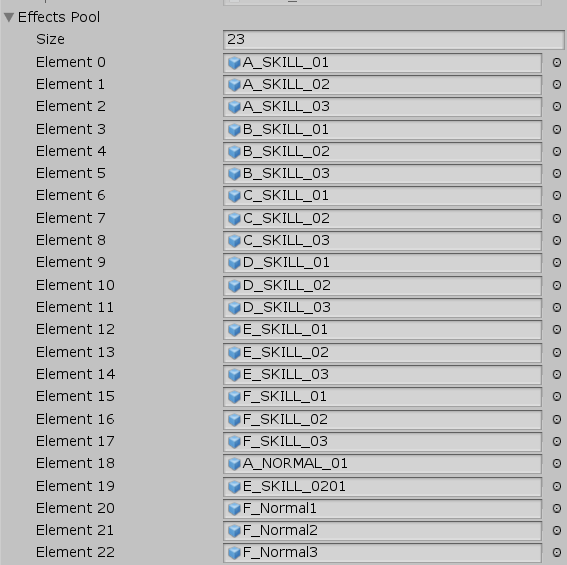 Effects Pool
Size 23
Element 0 A_SKILL_01
Element 1 A_SKILL_02
Element 2 A_SKILL_03
Element 3 B_SKILL_01
Element 4 B_SKILL_02
Element 5 B_SKILL_03
Element 6 C_SKILL_01
Element 7 C_SKILL_02
Element 8 C_SKILL_03
Element 9 D_SKILL_01
Element 10 D_SKILL_02
Element 11 D_SKILL_03
Element 12 E_SKILL_01
Element 13 E_SKILL_02
Element 14 E_SKILL_03
Element 15 F_SKILL_01
Element 16 F_SKILL_02
Element 17 F_SKILL_03
Element 18 A_NORMAL_01
Element 19 E_SKILL_0201
Element 20 F_Normal1
Element 21 F_Normal2
Element 22 F_Normal3